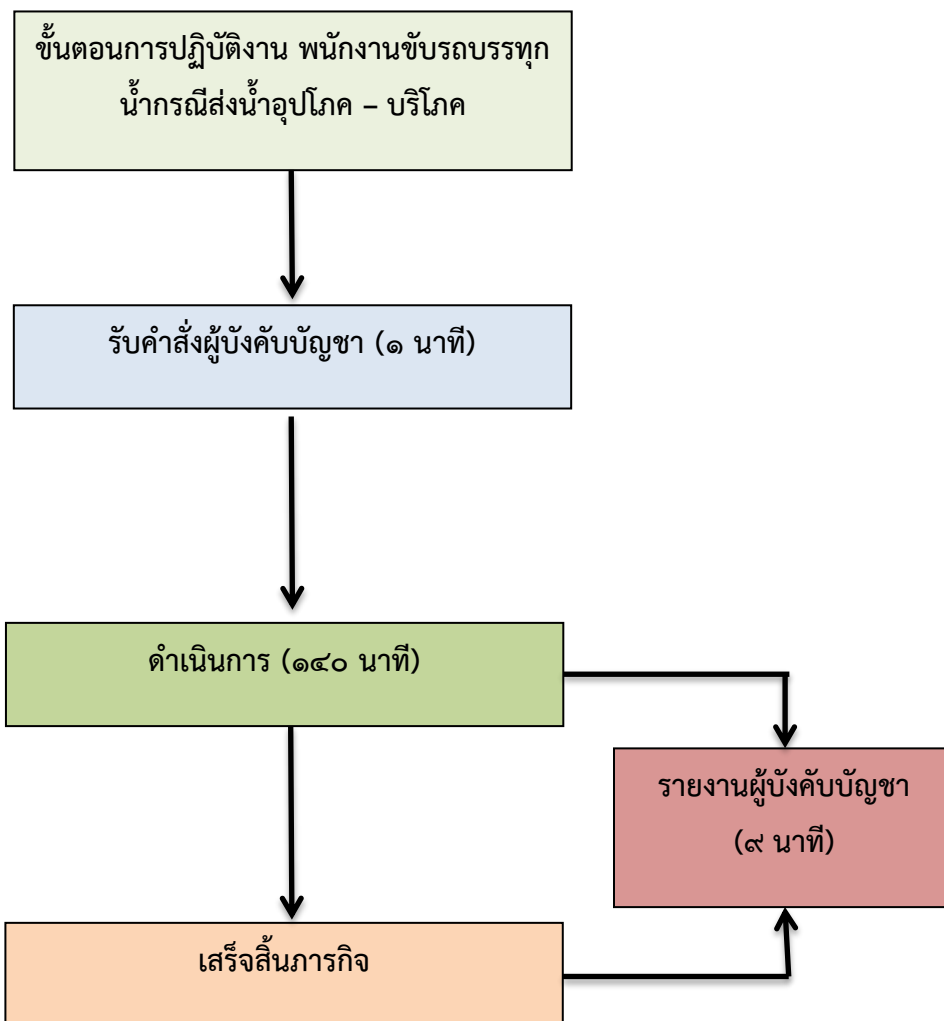 ขั้นตอนการปฏิบัติงาน พนักงานขับรถบรรทุก
น้ำกรณีส่งน้ำอุปโภค – บริโภค
รับคำสั่งผู้บังคับบัญชา (๑ นาที)
ดำเนินการ (๑๔๐ นาที)
รายงานผู้บังคับบัญชา
(๙ นาที)
เสร็จสิ้นภารกิจ